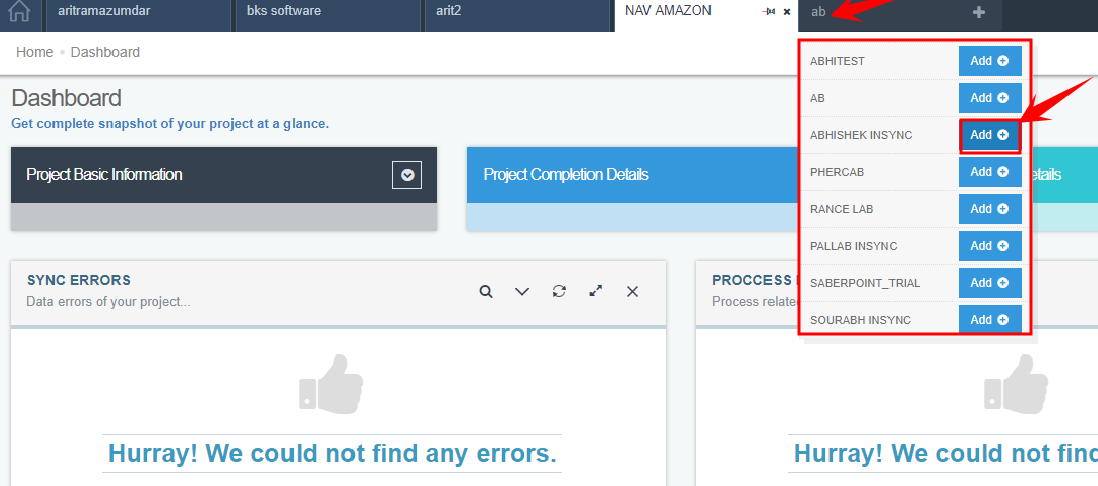 aritramazumdar
bks software
arit2
NAV AMAZON
ab
Home
Dashboard
Dashboard
Get complete snapshot of your project at a glance.
Project Basic Information
Project Completion Details
etails
ABHITEST Add
AB Add
ABHISHEK INSYNC Add
PHERCAB Add
RANCE LAB Add
PALLAB INSYNC Add
SABERPOINT_TRIAL Add
SOURABH INSYNC Add
SYNC ERRORS
Data errors of your project...
PROCCESS
Process related
Hurray! We could not find any errors.
Hurray! We could not find